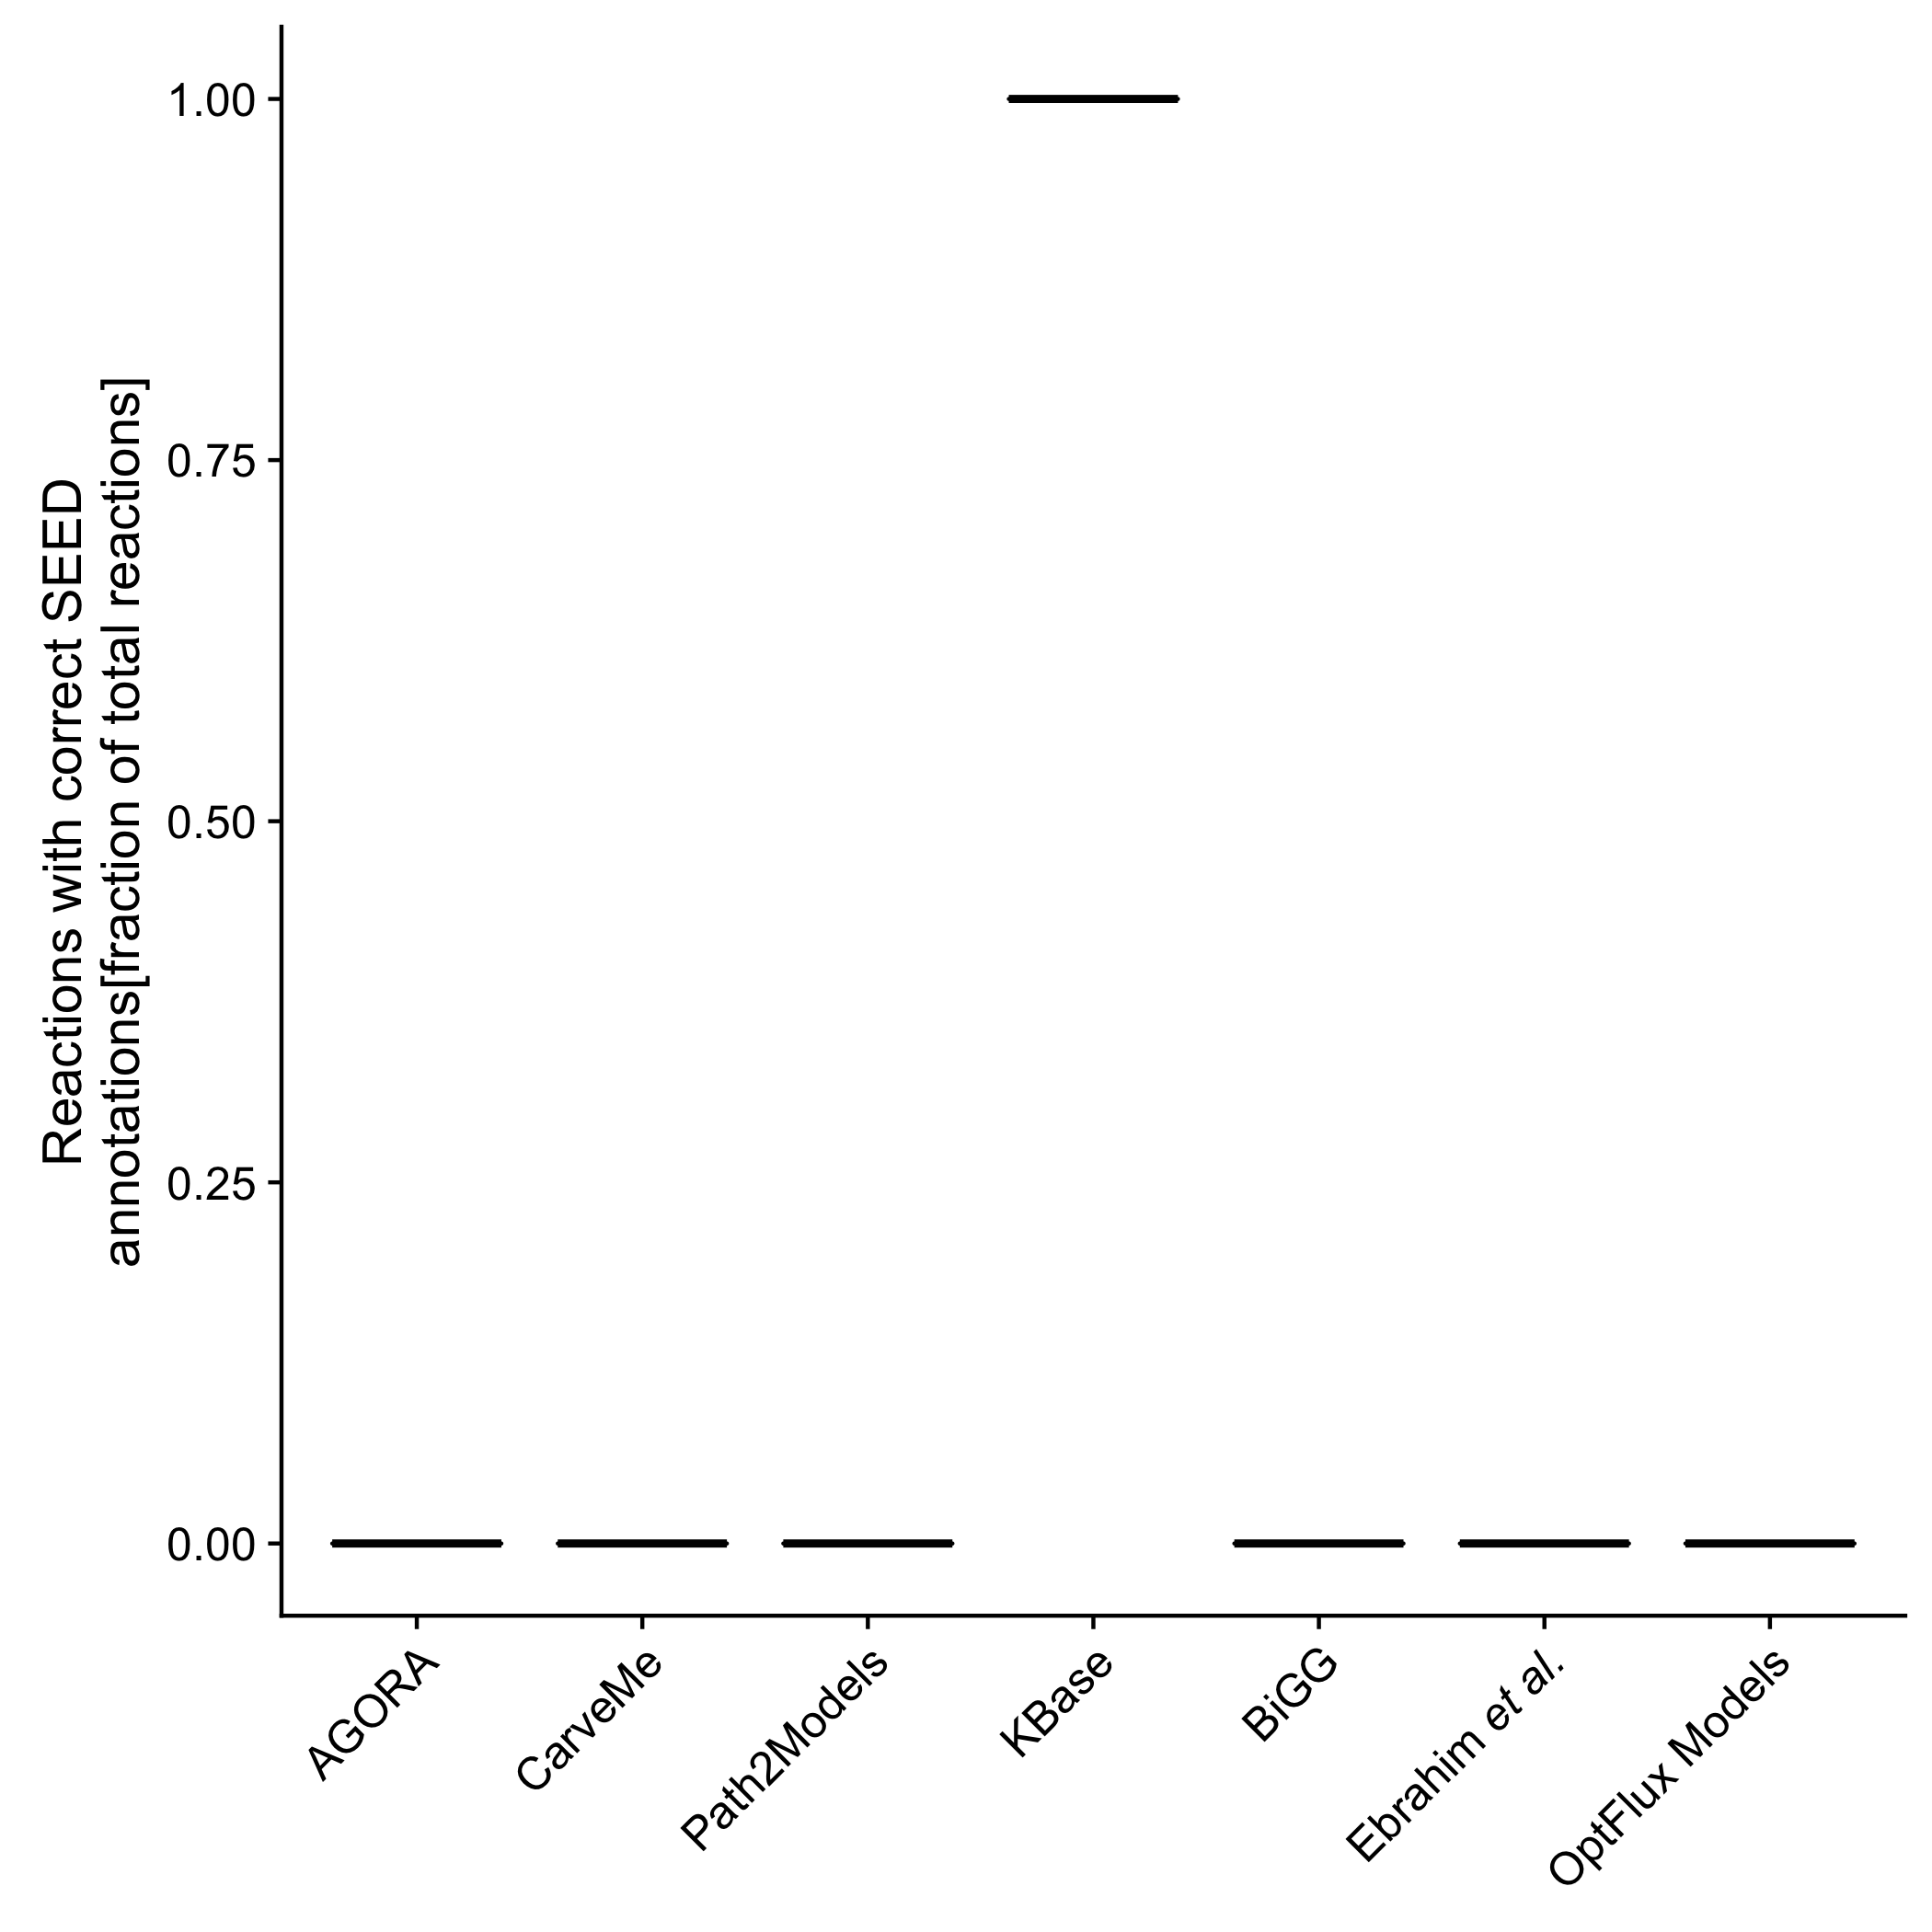 Reactions with correct SEED
annotations[fraction of total reactions]
1.00
0.75
0.50
0.25
0.00
AGORA
CarveMe
Path2Models
KBase
BiGG
Ebrahim et al.
OptFlux Models